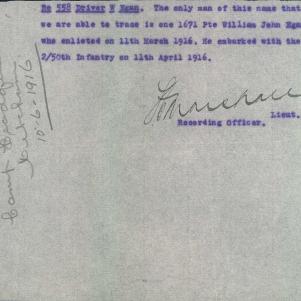 Re 558 Driver W Egan. The only man of this name that
we are able to trace is one 1671 Pte William John Egan
who enlisted on 11th March 1916. He embarked with the
2/50th Infantry on 11th April 1916.
Lieut.
Recording Officer.
Camp
10-6-1916